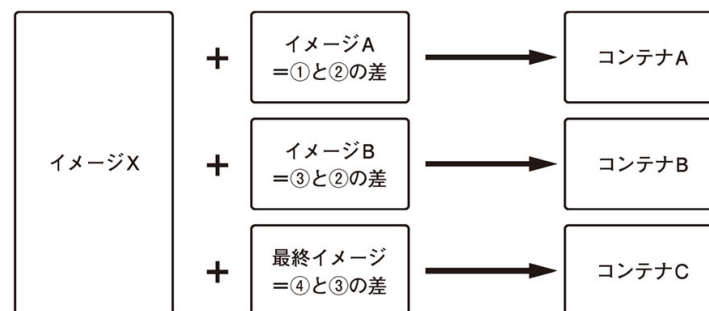 イメージX
+
イメージA
=①と②の差
コンテナA
+
イメージB
=③と②の差
コンテナB
+
最終イメージ
=④と③の差
コンテナC